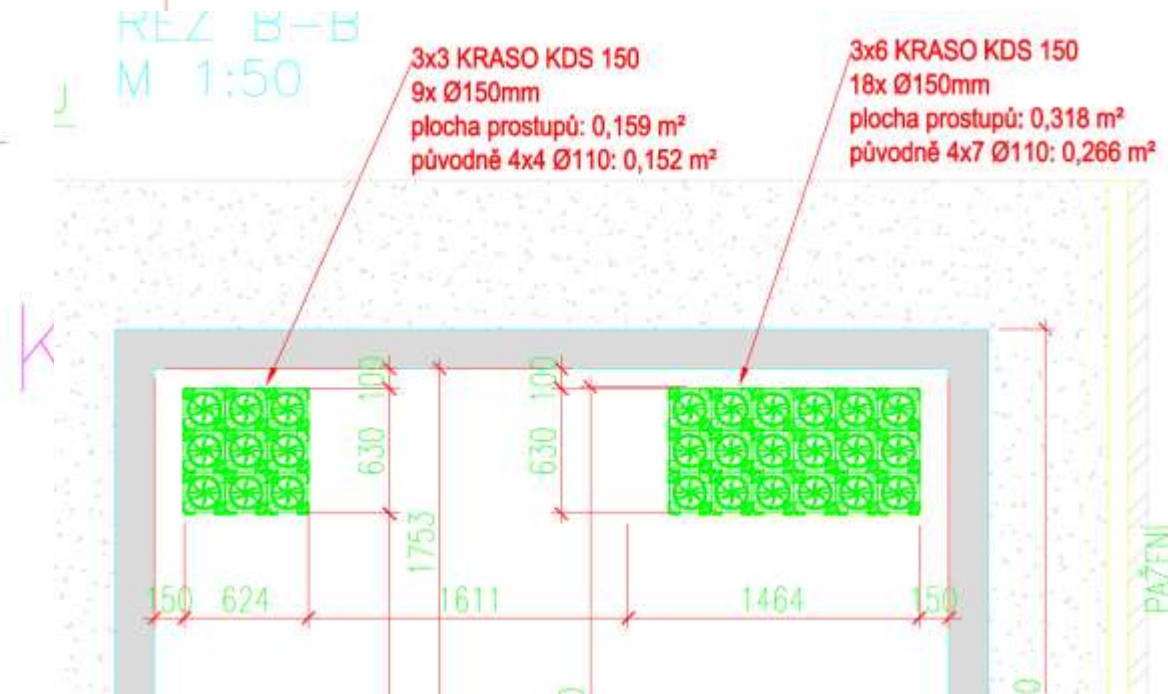 ŘEZ B-B
M 1:50
3x3 KRASO KDS 150
9x Ø150mm
plocha prostupů: 0,159 m²
původně 4x4 Ø110: 0,152 m²
3x6 KRASO KDS 150
18x Ø150mm
plocha prostupů: 0,318 m²
původně 4x7 Ø110: 0,266 m²
K
100
100
630
630
1753
150
624
1611
1464
150
PAŽENÍ